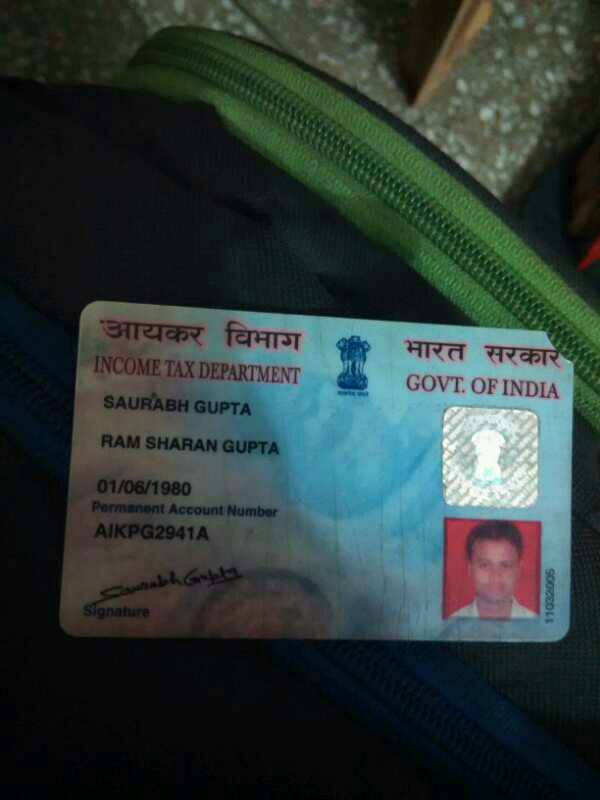 आयकर विभाग
INCOME TAX DEPARTMENT
भारत सरकार
GOVT. OF INDIA
SAURABH GUPTA
RAM SHARAN GUPTA
01/06/1980
Permanent Account Number
AIKPG2941A
Saurabh Gupta
Signature
11032005